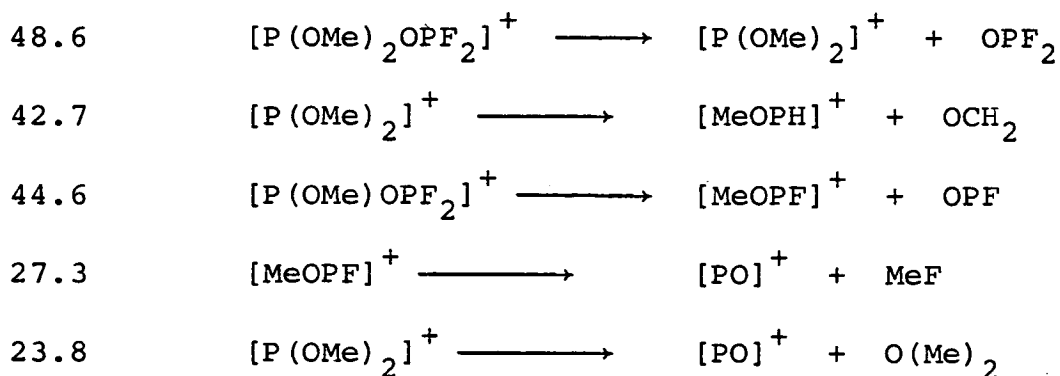 48.6 [P(OMe)₂OPF₂]⁺ ⟶ [P(OMe)₂]⁺ + OPF₂
42.7 [P(OMe)₂]⁺ ⟶ [MeOPH]⁺ + OCH₂
44.6 [P(OMe)OPF₂]⁺ ⟶ [MeOPF]⁺ + OPF
27.3 [MeOPF]⁺ ⟶ [PO]⁺ + MeF
23.8 [P(OMe)₂]⁺ ⟶ [PO]⁺ + O(Me)₂